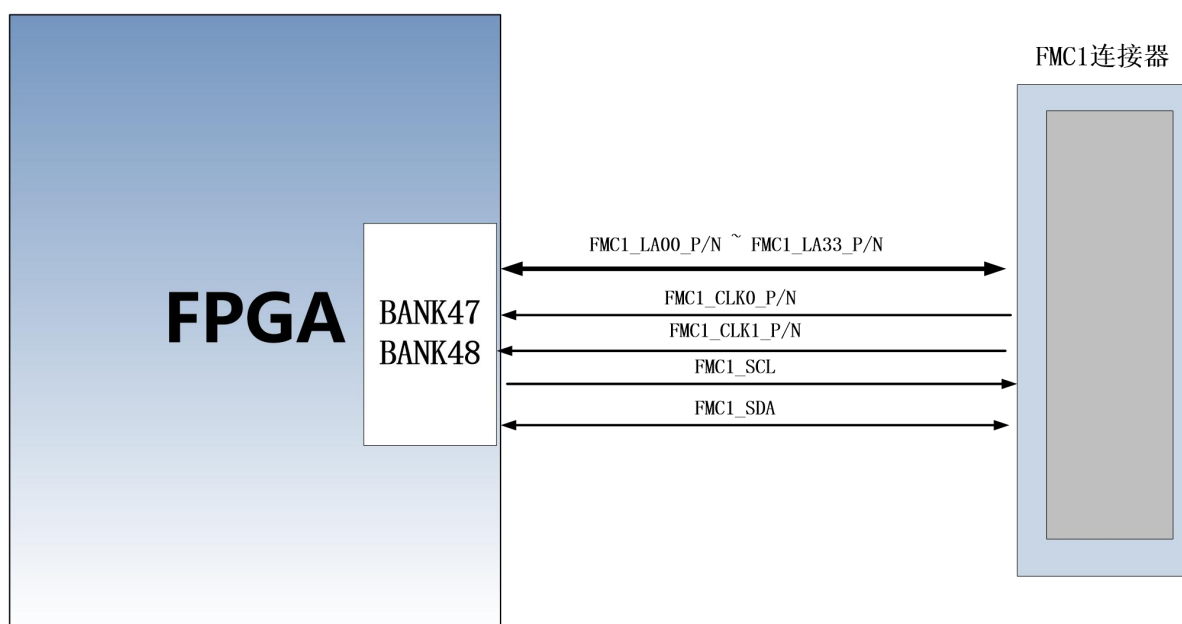 FMC1连接器
FMC1_LA00_P/N ~ FMC1_LA33_P/N
FMC1_CLK0_P/N
FPGA
BANK47
FMC1_CLK1_P/N
BANK48
FMC1_SCL
FMC1_SDA